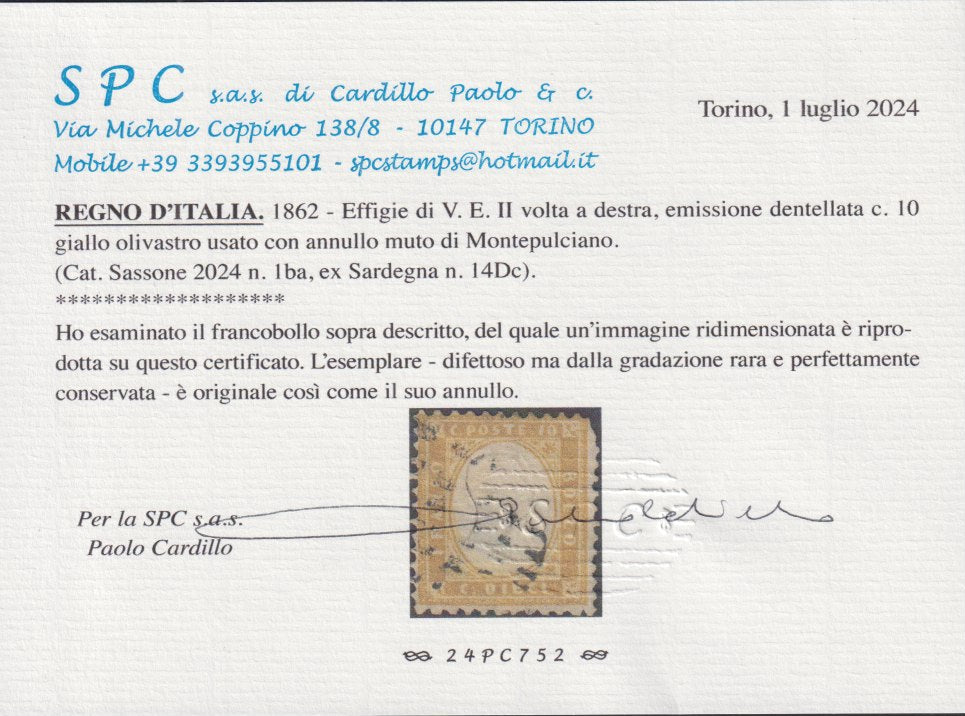 SPC s.a.s. di Cardillo Paolo & c.
Via Michele Coppino 138/8 - 10147 TORINO
Mobile +39 3393955101 - spcstamps@hotmail.it
Torino, 1 luglio 2024
REGNO D'ITALIA. 1862 - Effigie di V. E. II volta a destra, emissione dentellata c. 10
giallo olivastro usato con annullo muto di Montepulciano.
(Cat. Sassone 2024 n. 1ba, ex Sardegna n. 14Dc).
*******************
Ho esaminato il francobollo sopra descritto, del quale un'immagine ridimensionata è ripro-
dotta su questo certificato. L'esemplare - difettoso ma dalla gradazione rara e perfettamente
conservata - è originale così come il suo annullo.
C POSTE 10
C. DIECI
Per la SPC s.a.s.
Paolo Cardillo
24PC752